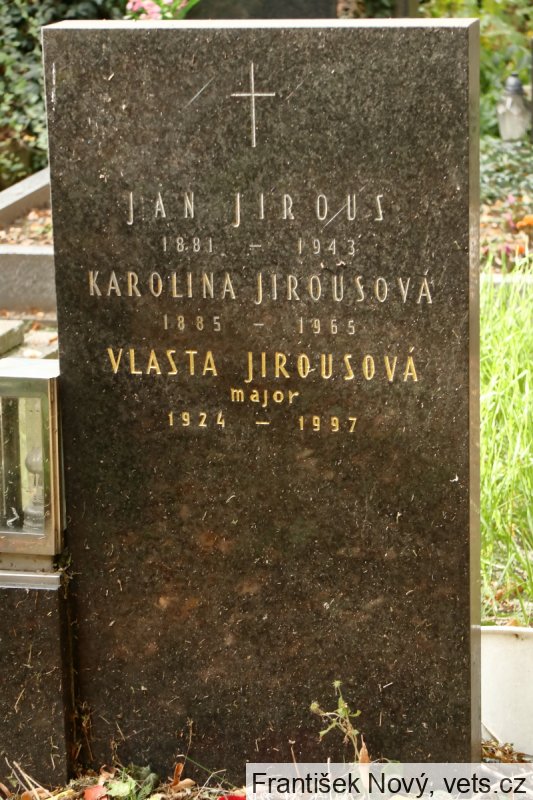 JAN JIROUS
1881 – 1943
KAROLINA JIROUSOVÁ
1885 – 1965
VLASTA JIROUSOVÁ
major
1924 – 1997
František Nový, vets.cz